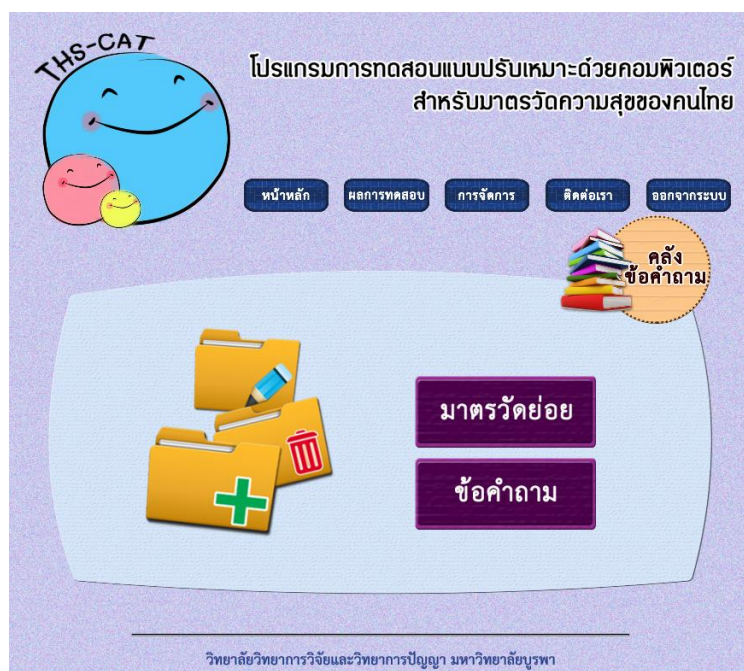 THS-CAT
โปรแกรมการทดสอบแบบปรับเหมาะด้วยคอมพิวเตอร์
สำหรับมาตรวัดความสุขของคนไทย
หน้าหลัก
ผลการทดสอบ
การจัดการ
ติดต่อเรา
ออกจากระบบ
คลัง
ข้อคำถาม
มาตรวัดย่อย
ข้อคำถาม
วิทยาลัยวิทยาการวิจัยและวิทยาการปัญญา มหาวิทยาลัยบูรพา